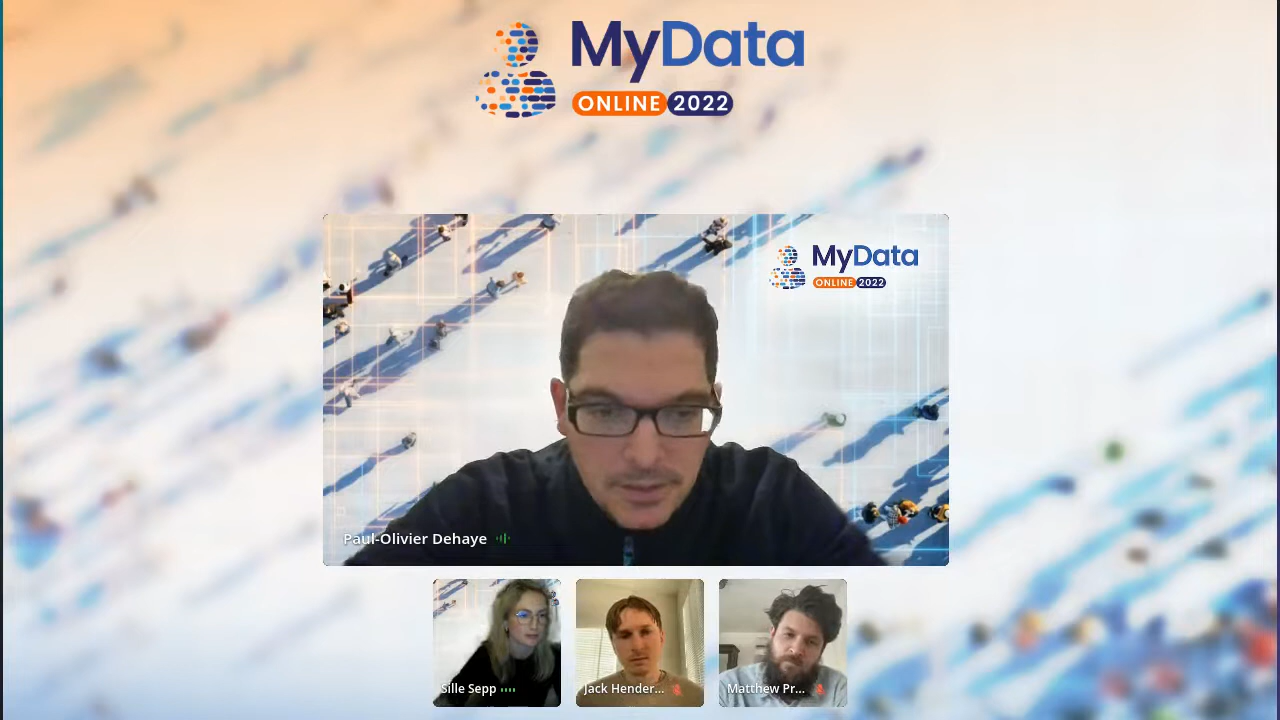 MyData
ONLINE 2022
MyData
ONLINE 2022
Paul-Olivier Dehaye
Sille Sepp
Jack Hender...
Matthew Pr...